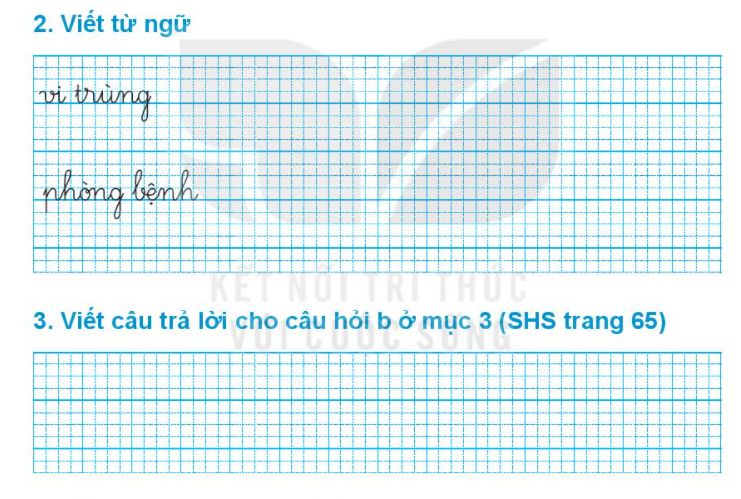 2. Viết từ ngữ
vi trùng
phòng bệnh
KẾT NỐI TRI THỨC
3. Viết câu trả lời cho câu hỏi b ở mục 3 (SHS trang 65)
VỚI CUỘC SỐNG